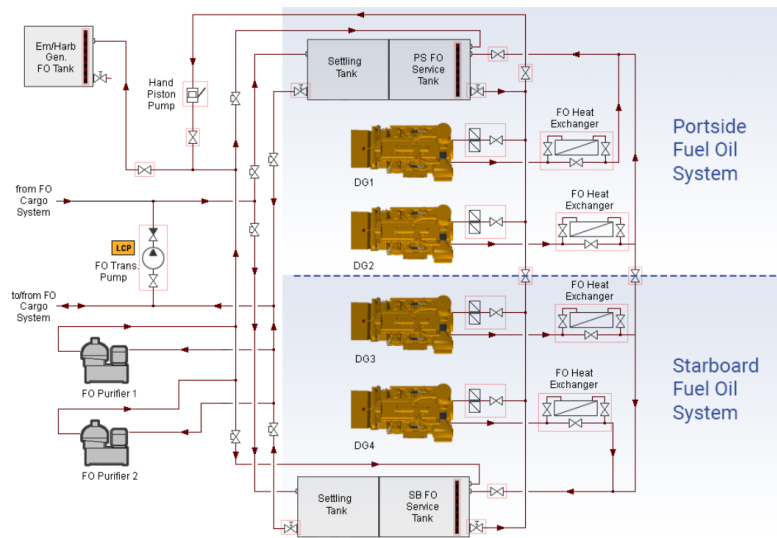 Em/Harb
Gen.
FO Tank
Hand
Piston
Pump
Settling
Tank
PS FO
Service
Tank
FO Heat
Exchanger
DG1
Portside
Fuel Oil
System
from FO
Cargo
System
LCP
FO Trans.
Pump
FO Heat
Exchanger
DG2
to/from FO
Cargo
System
FO Heat
Exchanger
DG3
FO Purifier 1
Starboard
Fuel Oil
System
FO Heat
Exchanger
DG4
FO Purifier 2
Settling
Tank
SB FO
Service
Tank